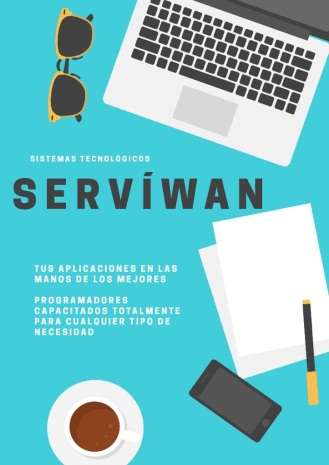 SISTEMAS TECNOLÓGICOS
SERVÍWAN
TUS APLICACIONES EN LAS
MANOS DE LOS MEJORES
PROGRAMADORES
CAPACITADOS TOTALMENTE
PARA CUALQUIER TIPO DE
NECESIDAD